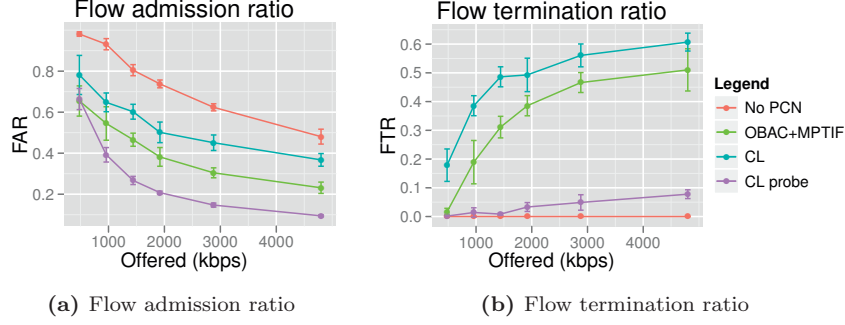 Flow admission ratio
FAR
0.8
0.6
0.4
0.2
1000 2000 3000 4000
Offered (kbps)
(a) Flow admission ratio
Flow termination ratio
FTR
0.6
0.5
0.4
0.3
0.2
0.1
0.0
1000 2000 3000 4000
Offered (kbps)
(b) Flow termination ratio
Legend
No PCN
OBAC+MPTIF
CL
CL probe